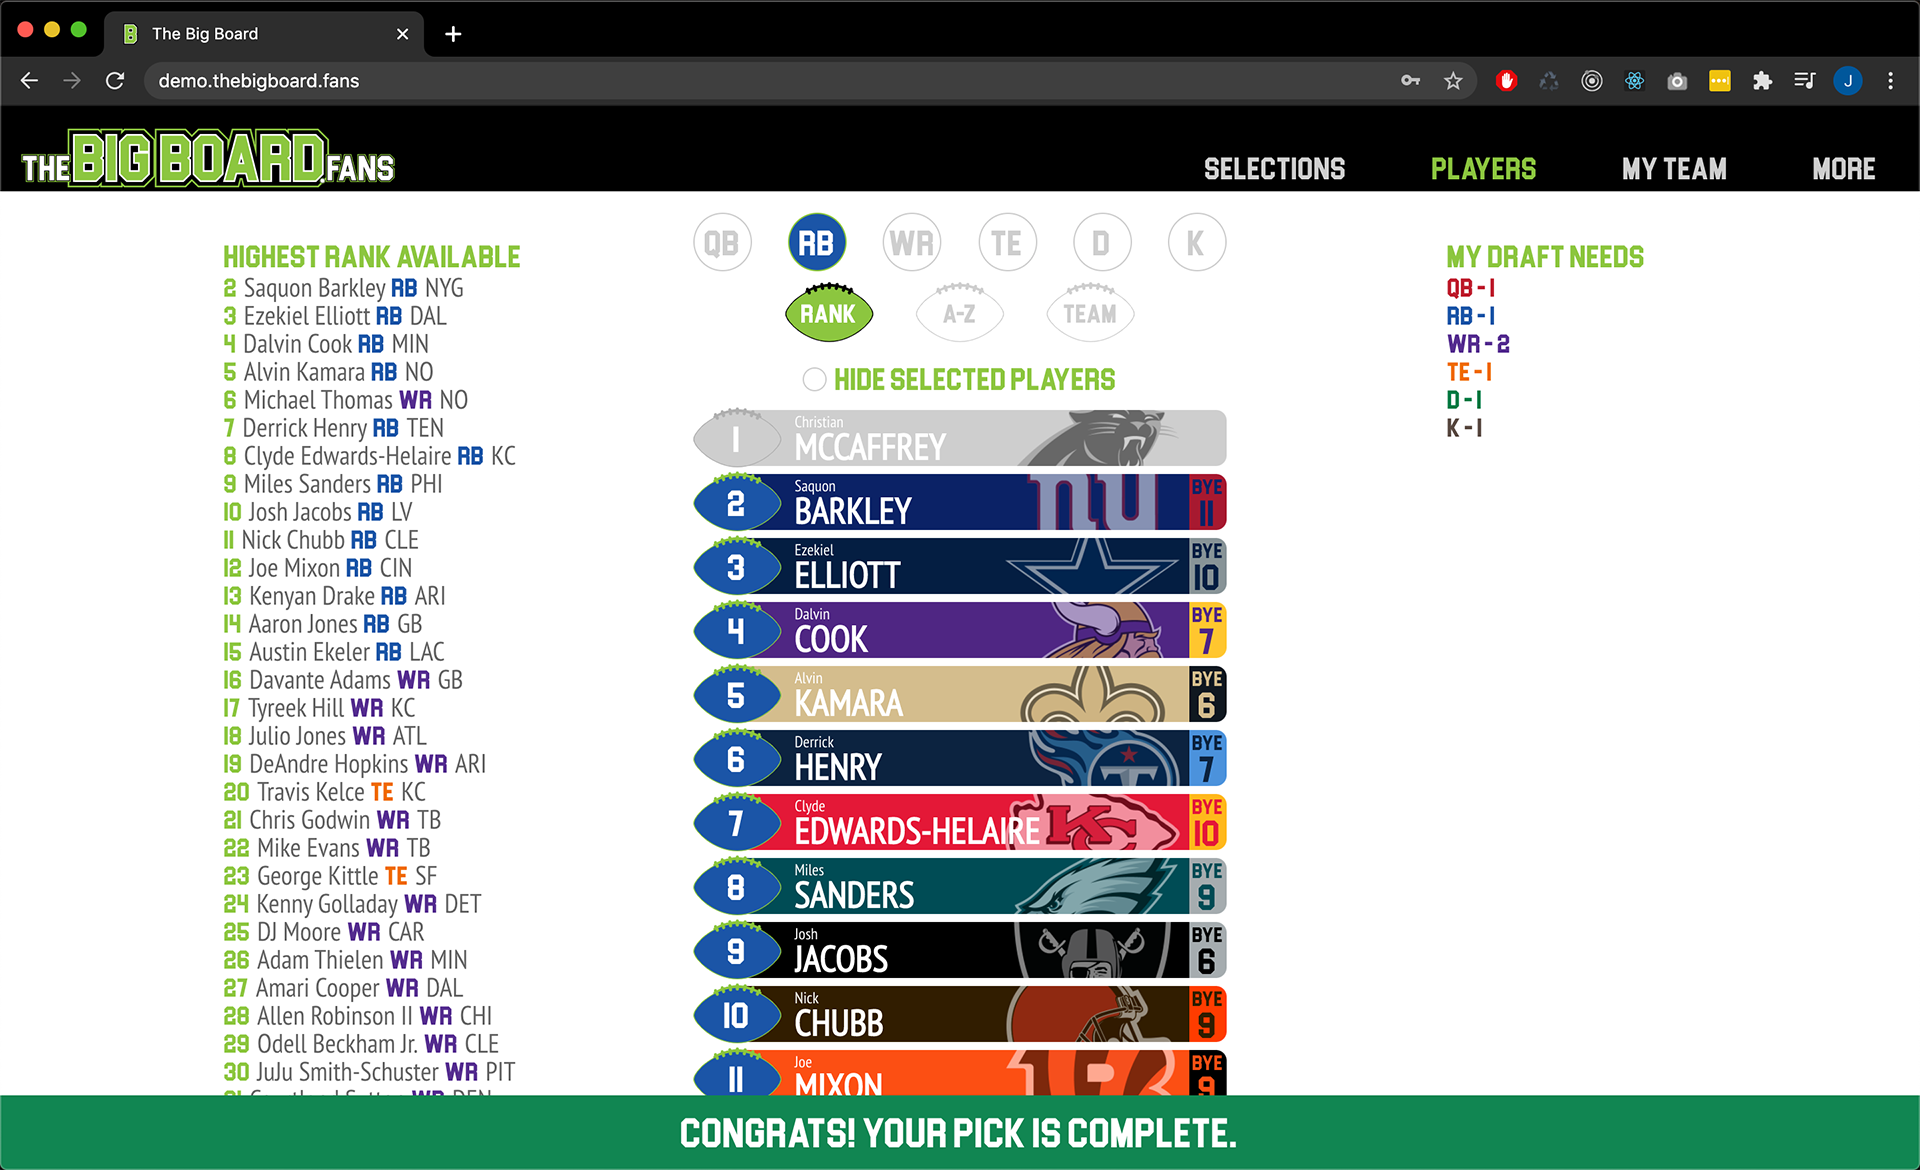 The Big Board
demo.thebigboard.fans
J
THE BIG BOARD.FANS
SELECTIONS
PLAYERS
MY TEAM
MORE
HIGHEST RANK AVAILABLE
2 Saquon Barkley RB NYG
3 Ezekiel Elliott RB DAL
4 Dalvin Cook RB MIN
5 Alvin Kamara RB NO
6 Michael Thomas WR NO
7 Derrick Henry RB TEN
8 Clyde Edwards-Helaire RB KC
9 Miles Sanders RB PHI
10 Josh Jacobs RB LV
11 Nick Chubb RB CLE
12 Joe Mixon RB CIN
13 Kenyan Drake RB ARI
14 Aaron Jones RB GB
15 Austin Ekeler RB LAC
16 Davante Adams WR GB
17 Tyreek Hill WR KC
18 Julio Jones WR ATL
19 DeAndre Hopkins WR ARI
20 Travis Kelce TE KC
21 Chris Godwin WR TB
22 Mike Evans WR TB
23 George Kittle TE SF
24 Kenny Golladay WR DET
25 DJ Moore WR CAR
26 Adam Thielen WR MIN
27 Amari Cooper WR DAL
28 Allen Robinson II WR CHI
29 Odell Beckham Jr. WR CLE
30 JuJu Smith-Schuster WR PIT
QB RB WR TE D K
RANK A-Z TEAM
HIDE SELECTED PLAYERS
1 Christian
MCCAFFREY
2 Saquon
BARKLEY
ny
BYE
11
3 Ezekiel
ELLIOTT
BYE
10
4 Dalvin
COOK
BYE
7
5 Alvin
KAMARA
BYE
6
6 Derrick
HENRY
T
BYE
7
7 Clyde
EDWARDS-HELAIRE
KC
BYE
10
8 Miles
SANDERS
BYE
9
9 Josh
JACOBS
BYE
6
10 Nick
CHUBB
BYE
9
11 Joe
MIXON
B
BYE
9
MY DRAFT NEEDS
QB - 1
RB - 1
WR - 2
TE - 1
D - 1
K - 1
CONGRATS! YOUR PICK IS COMPLETE.